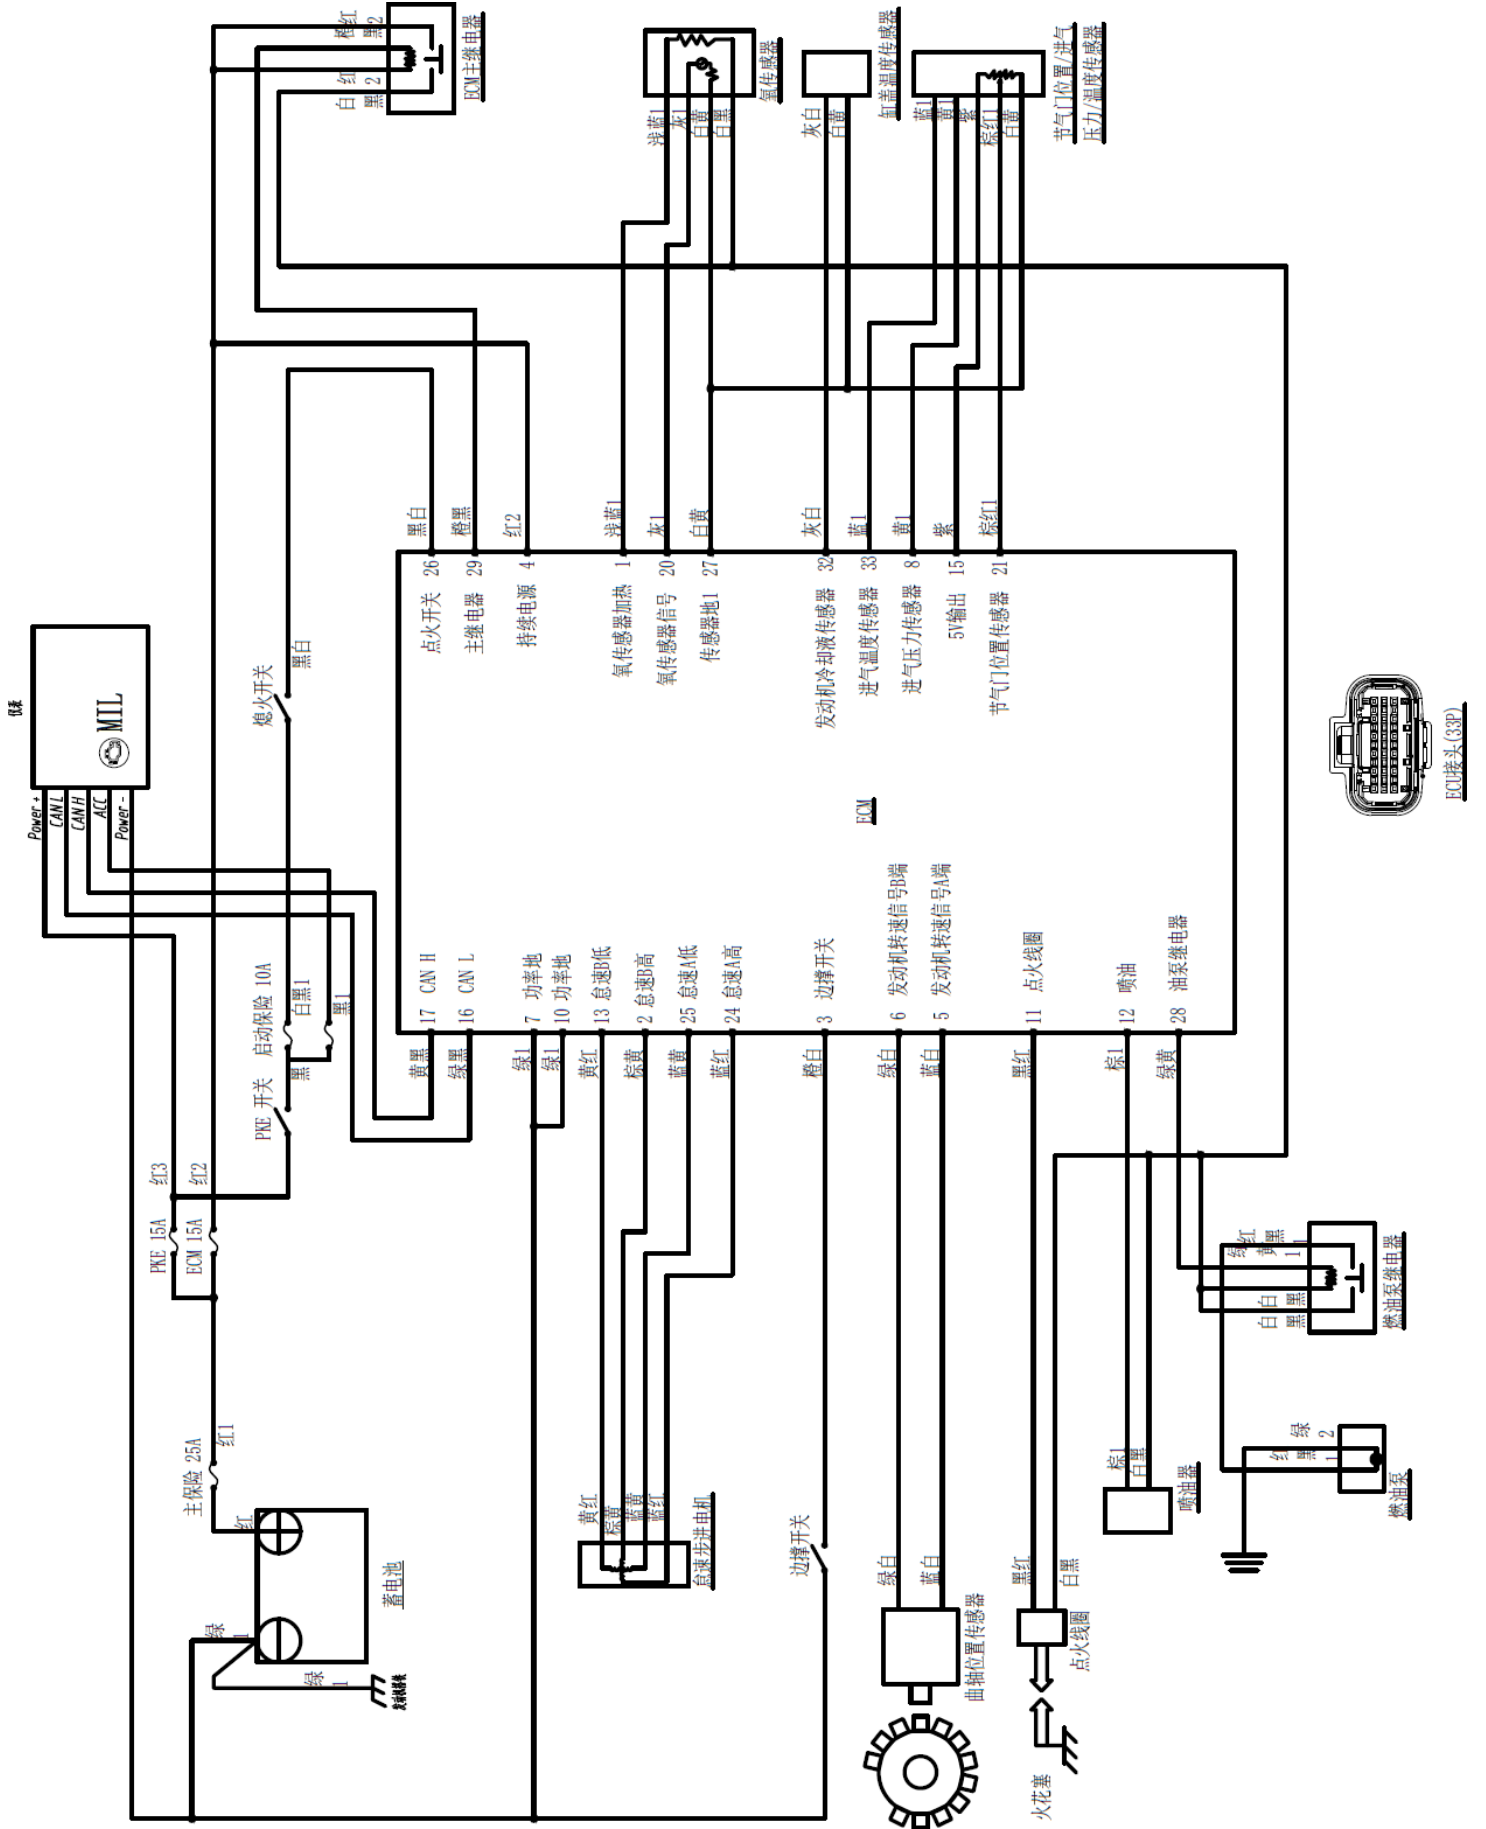 仪表
Power +
CAN L
CAN H
ACC
Power -
MIL
PKE 15A
红3
主保险 25A
ECM 15A
红2
红1
绿
1
红
PKE 开关
启动保险 10A
熄火开关
黑
白黑1
黑白
黑1
绿
1
发动机搭铁
蓄电池
橙红
黑2
白 红
黑 2
ECM主继电器
黄黑
17 CAN H
绿黑
16 CAN L
绿1
7 功率地
绿1
10 功率地
黄红
13 怠速B低
棕黄
2 怠速B高
蓝黄
25 怠速A低
蓝红
24 怠速A高
黄红
棕黄
蓝黄
蓝红
怠速步进电机
橙白
3 边撑开关
边撑开关
绿白
6 发动机转速信号B端
蓝白
5 发动机转速信号A端
绿白
蓝白
曲轴位置传感器
黑红
11 点火线圈
黑红
白黑
点火线圈
火花塞
棕1
12 喷油
绿黄
28 油泵继电器
棕1
白黑
喷油器
ECM
点火开关 26
黑白
主继电器 29
橙黑
持续电源 4
红2
氧传感器加热 1
浅蓝1
氧传感器信号 20
灰1
传感器地1 27
白黄
发动机冷却液传感器 32
灰白
进气温度传感器 33
蓝1
进气压力传感器 8
黄1
5V输出 15
紫
节气门位置传感器 21
棕红1
浅蓝1
灰1
白黄
白黑
氧传感器
灰白
白黄
缸盖温度传感器
蓝1
黄1
紫
棕红1
白黄
节气门位置/进气
压力/温度传感器
绿红
黄黑
1 1
白 白
黑 黑
燃油泵继电器
红 绿
黑
1 2
燃油泵
ECU接头(33P)